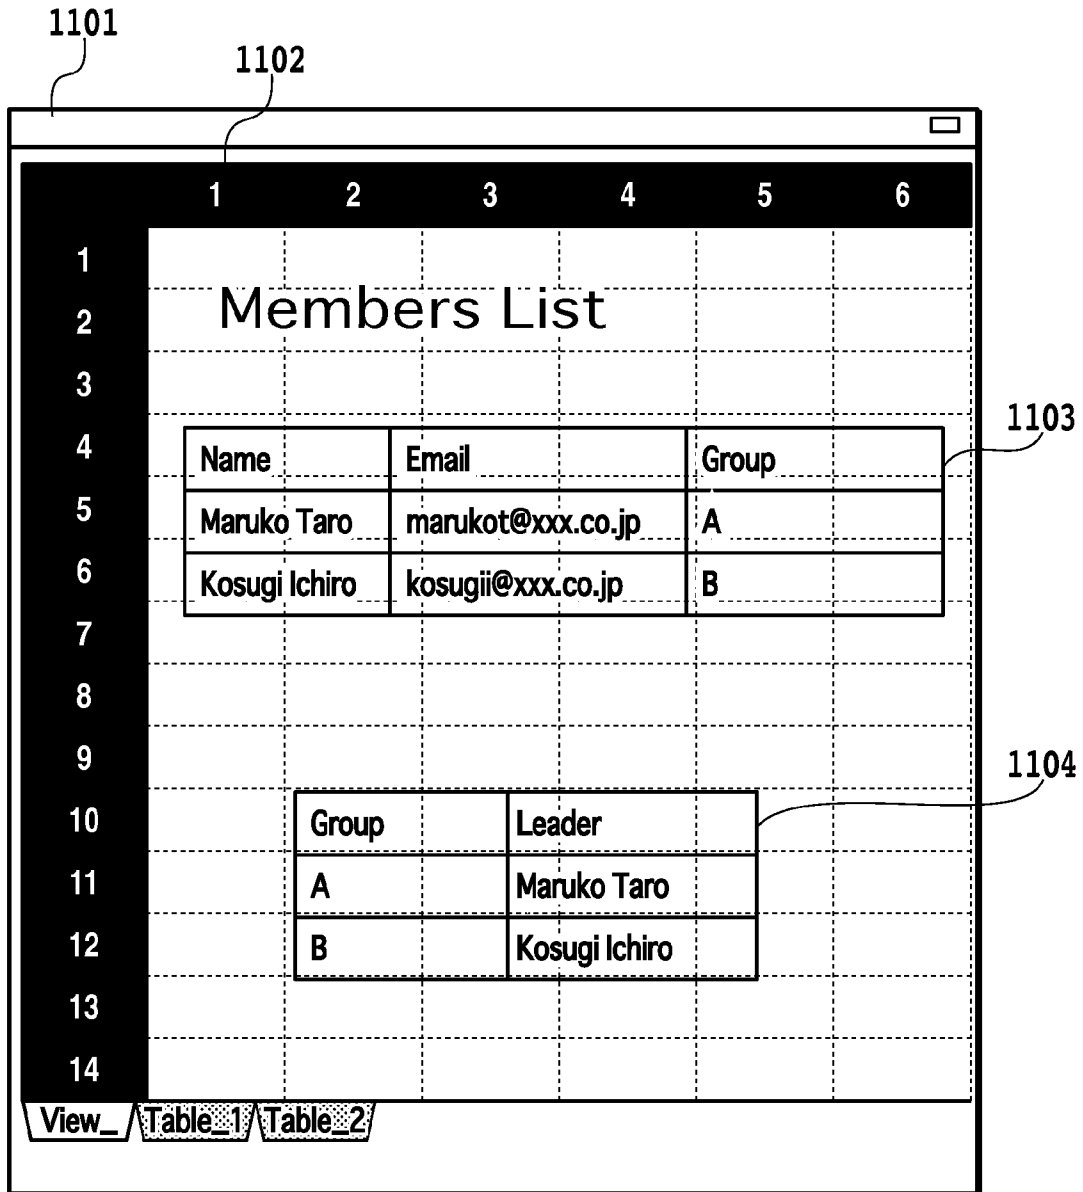 1101
1102
1 2 3 4 5 6
1
2
Members List
3
1103
4
Name Email Group
5
Maruko Taro marukot@xxx.co.jp A
6
Kosugi Ichiro kosugii@xxx.co.jp B
7
8
9
1104
10
Group Leader
11
A Maruko Taro
12
B Kosugi Ichiro
13
14
View_ Table_1 Table_2